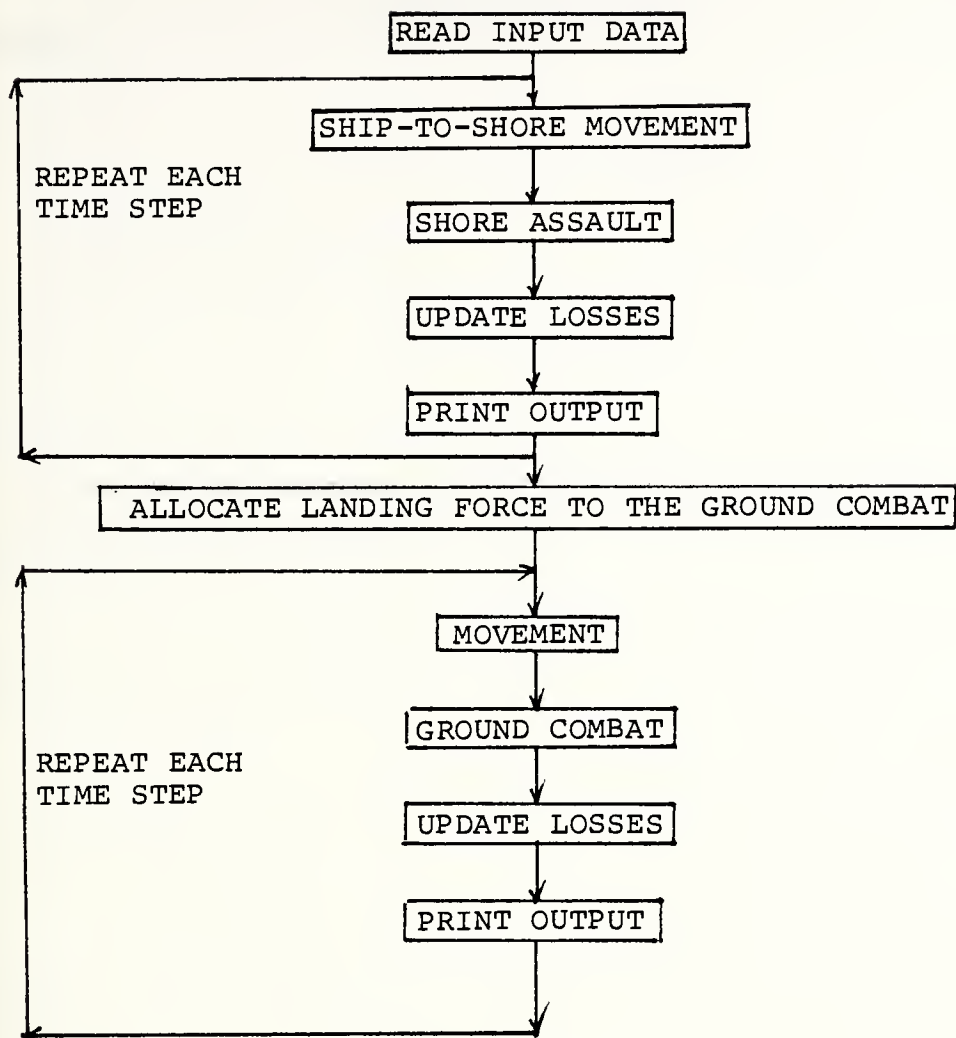 READ INPUT DATA
SHIP-TO-SHORE MOVEMENT
REPEAT EACH
TIME STEP
SHORE ASSAULT
UPDATE LOSSES
PRINT OUTPUT
ALLOCATE LANDING FORCE TO THE GROUND COMBAT
MOVEMENT
GROUND COMBAT
REPEAT EACH
TIME STEP
UPDATE LOSSES
PRINT OUTPUT